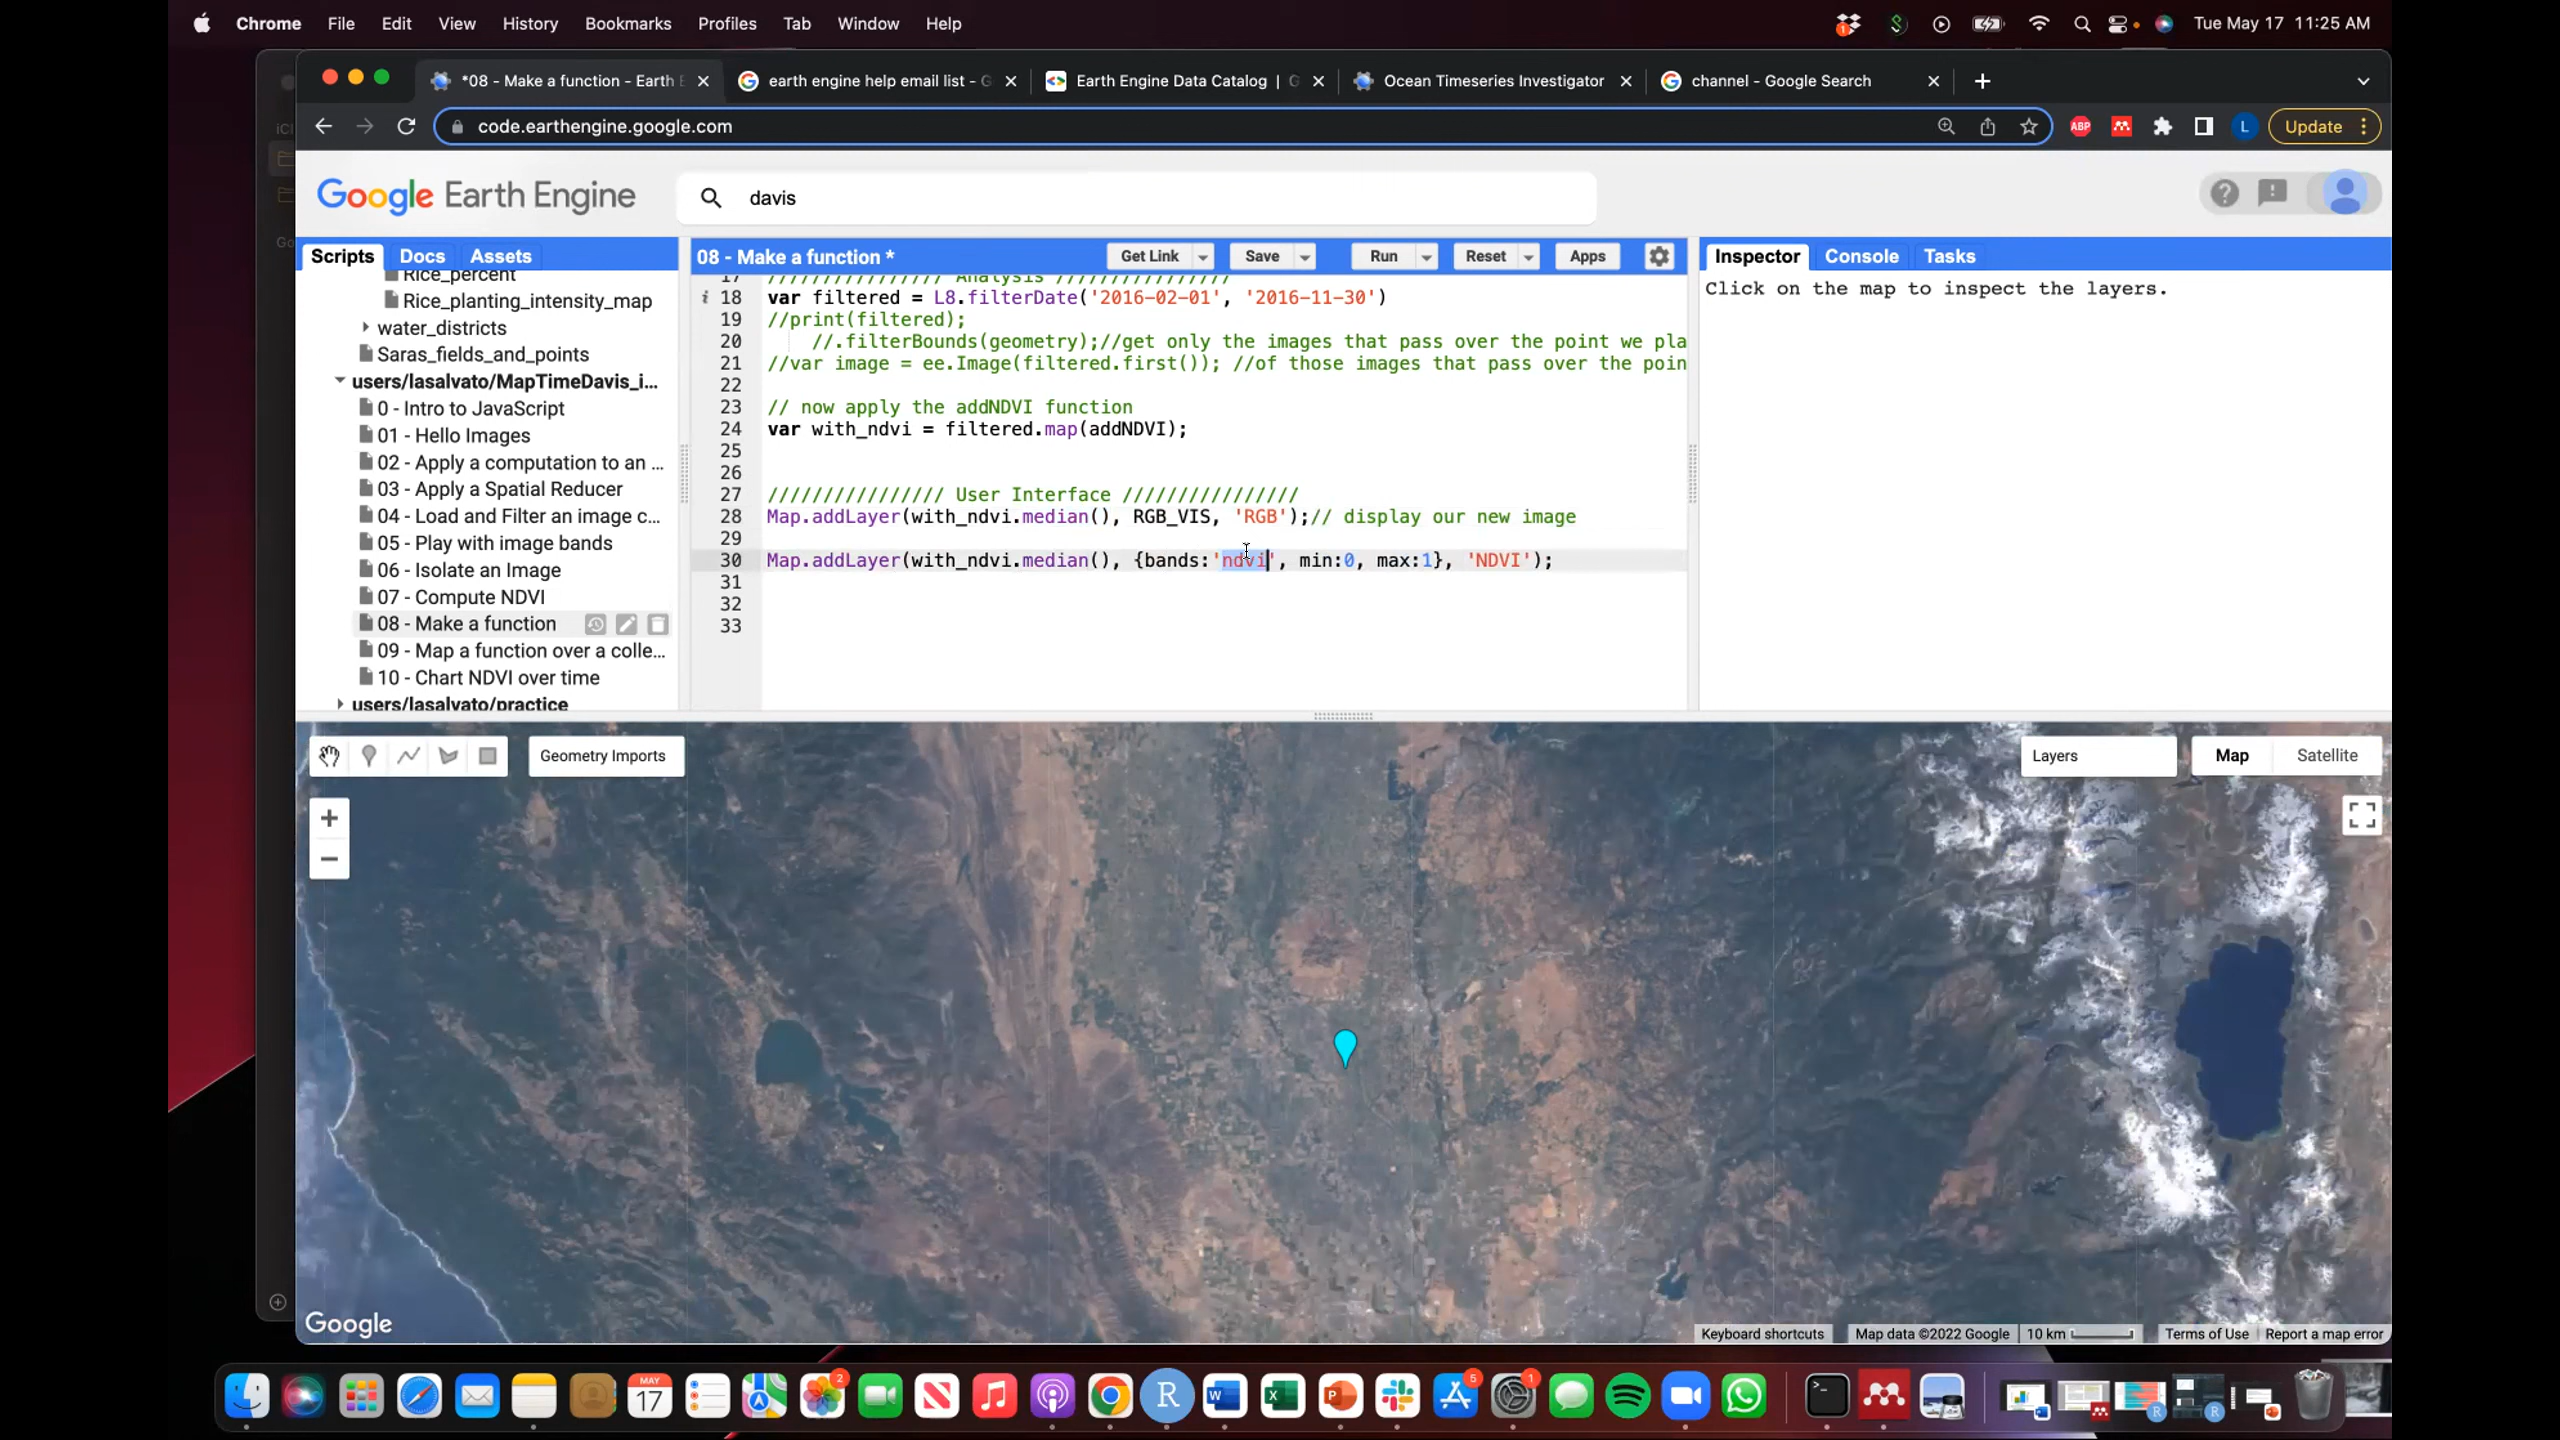 Chrome File Edit View History Bookmarks Profiles Tab Window Help
1
Tue May 17 11:25 AM
*08 - Make a function - Earth E
earth engine help email list - G
Earth Engine Data Catalog | G
Ocean Timeseries Investigator
channel - Google Search
code.earthengine.google.com
ABP
L
Update
Google Earth Engine
davis
Scripts Docs Assets
Rice_percent
Rice_planting_intensity_map
water_districts
Saras_fields_and_points
users/lasalvato/MapTimeDavis_i...
0 - Intro to JavaScript
01 - Hello Images
02 - Apply a computation to an ...
03 - Apply a Spatial Reducer
04 - Load and Filter an image c...
05 - Play with image bands
06 - Isolate an Image
07 - Compute NDVI
08 - Make a function
09 - Map a function over a colle...
10 - Chart NDVI over time
users/lasalvato/practice
08 - Make a function *
Get Link Save Run Reset Apps
17 //////////////// Analysis ////////////////
i 18 var filtered = L8.filterDate('2016-02-01', '2016-11-30')
19 //print(filtered);
20 //.filterBounds(geometry);//get only the images that pass over the point we pla
21 //var image = ee.Image(filtered.first()); //of those images that pass over the poin
22
23 // now apply the addNDVI function
24 var with_ndvi = filtered.map(addNDVI);
25
26
27 //////////////// User Interface ////////////////
28 Map.addLayer(with_ndvi.median(), RGB_VIS, 'RGB');// display our new image
29
30 Map.addLayer(with_ndvi.median(), {bands:'ndvi', min:0, max:1}, 'NDVI');
31
32
33
Inspector Console Tasks
Click on the map to inspect the layers.
Geometry Imports
Layers
Map Satellite
+
−
Google
Keyboard shortcuts
Map data ©2022 Google
10 km
Terms of Use
Report a map error
MAY
17
2
R
W
X
P
5
1
>_